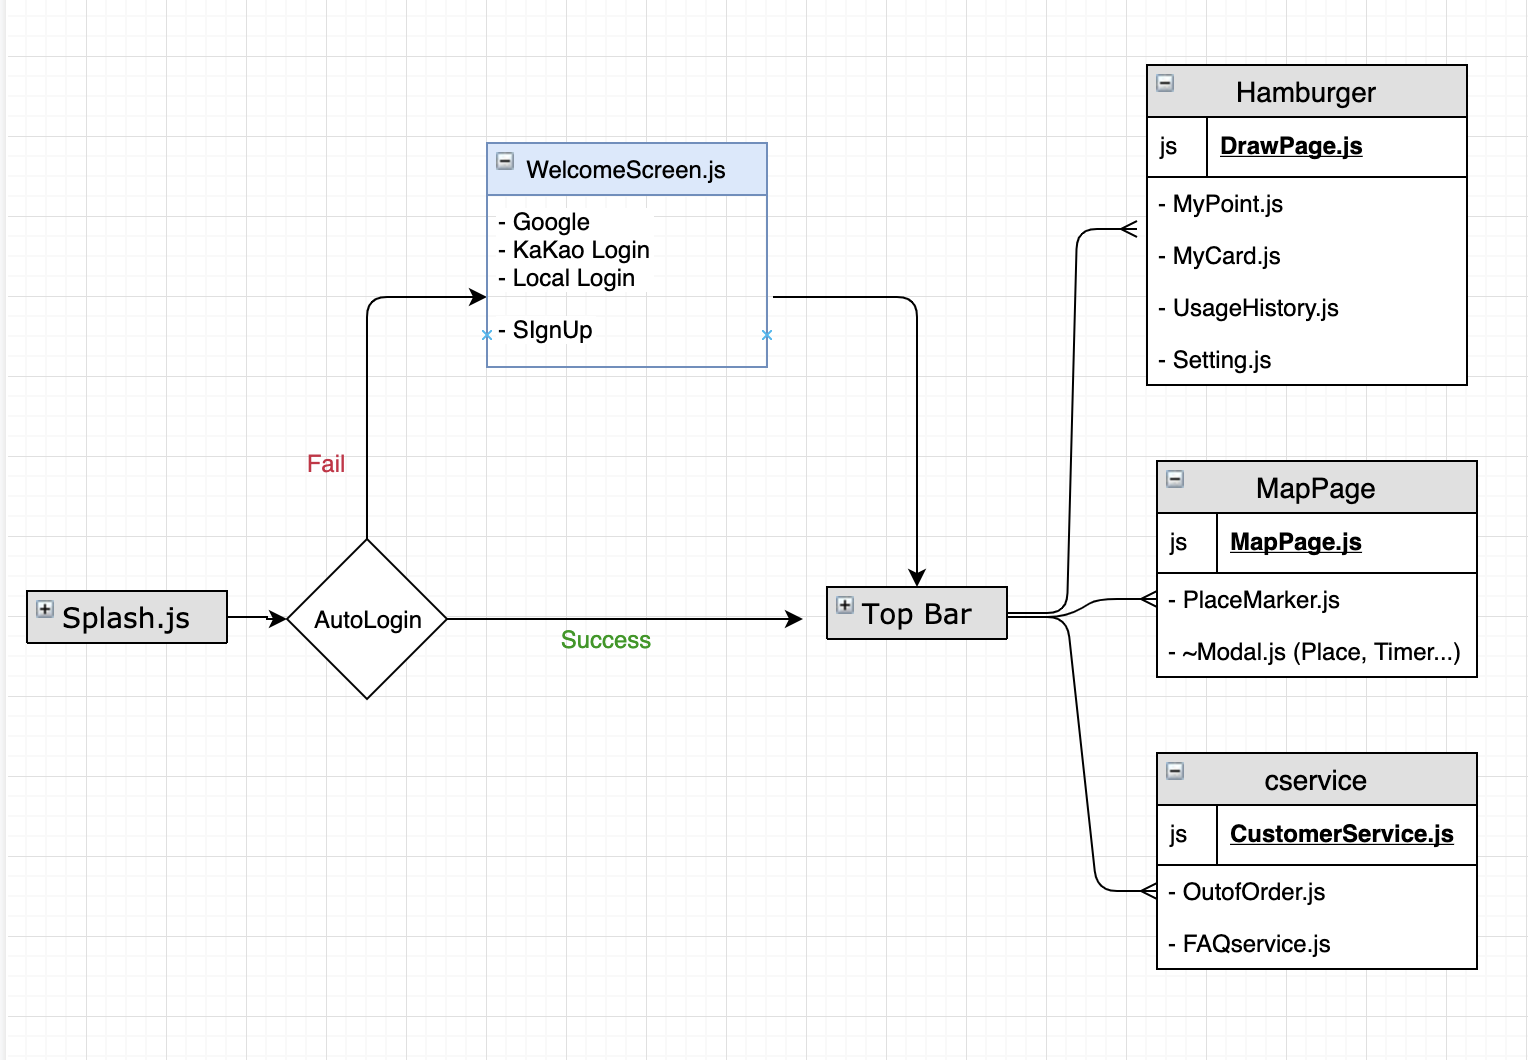 Hamburger
js
DrawPage.js
- MyPoint.js
- MyCard.js
- UsageHistory.js
- Setting.js
WelcomeScreen.js
- Google
- KaKao Login
- Local Login
- SIgnUp
Fail
Splash.js
AutoLogin
Success
Top Bar
MapPage
js
MapPage.js
- PlaceMarker.js
- ~Modal.js (Place, Timer...)
cservice
js
CustomerService.js
- OutofOrder.js
- FAQservice.js